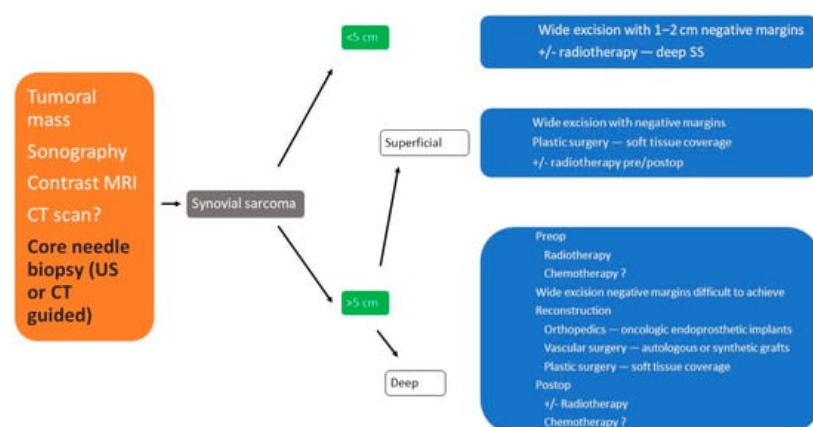 Tumoral
mass
Sonography
Contrast MRI
CT scan?
Core needle
biopsy (US
or CT
guided)
Synovial sarcoma
<5 cm
Wide excision with 1–2 cm negative margins
+/- radiotherapy — deep SS
Superficial
Wide excision with negative margins
Plastic surgery — soft tissue coverage
+/- radiotherapy pre/postop
>5 cm
Deep
Preop
Radiotherapy
Chemotherapy ?
Wide excision negative margins difficult to achieve
Reconstruction
Orthopedics — oncologic endoprosthetic implants
Vascular surgery — autologous or synthetic grafts
Plastic surgery — soft tissue coverage
Postop
+/- Radiotherapy
Chemotherapy ?